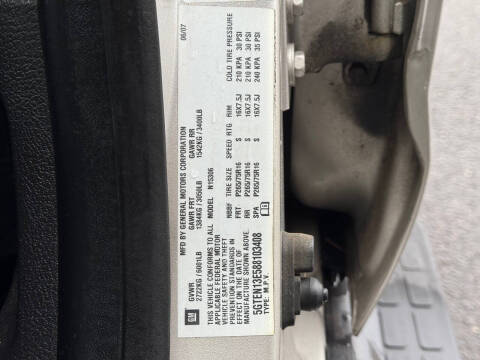 MFD BY GENERAL MOTORS CORPORATION
06/07
GVWR GAWR FRT GAWR RR
2722KG/6001LB 1384KG/3050LB 1542KG/3400LB
THIS VEHICLE CONFORMS TO ALL
APPLICABLE FEDERAL MOTOR
VEHICLE SAFETY AND THEFT
PREVENTION STANDARDS IN
EFFECT ON THE DATE OF
MANUFACTURE SHOWN ABOVE.
5GTEN13E588103408
TYPE: M.P.V.
MODEL N15306
TIRE SIZE SPEED RTG RIM COLD TIRE PRESSURE
FRT P265/75R16 S 16X7.5J 210 KPA 30 PSI
RR P265/75R16 S 16X7.5J 210 KPA 30 PSI
SPA P265/75R16 S 16X7.5J 240 KPA 35 PSI
GM